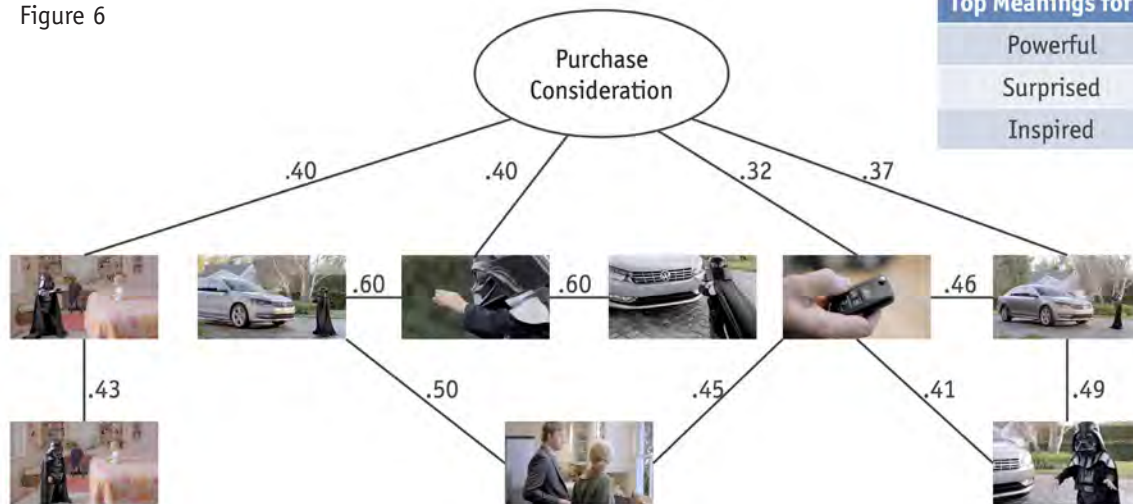 Figure 6
Top Meanings for
Powerful
Surprised
Inspired
Purchase
Consideration
.40
.40
.32
.37
.60
.60
.46
.43
.50
.45
.41
.49